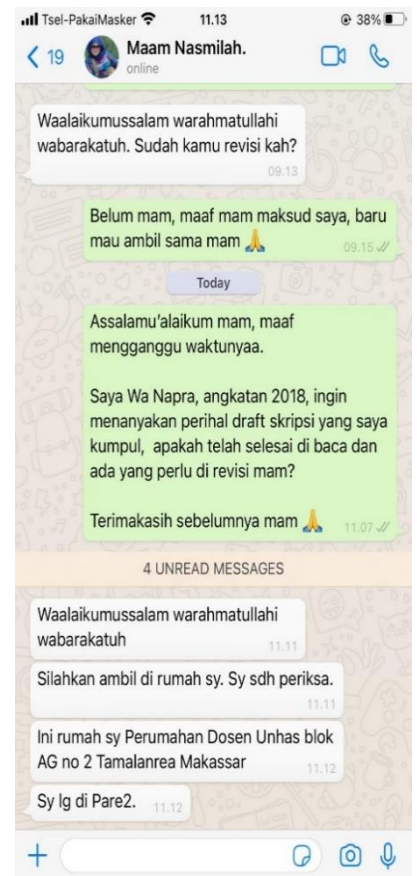 Tsel-PakaiMasker 11.13 38%
19 Maam Nasmilah.
online
Waalaikumussalam warahmatullahi
wabarakatuh. Sudah kamu revisi kah?
09.13
Belum mam, maaf mam maksud saya, baru
mau ambil sama mam 🙏 09.15
Today
Assalamu'alaikum mam, maaf
mengganggu waktunyaa.
Saya Wa Napra, angkatan 2018, ingin
menanyakan perihal draft skripsi yang saya
kumpul, apakah telah selesai di baca dan
ada yang perlu di revisi mam?
Terimakasih sebelumnya mam 🙏 11.07
4 UNREAD MESSAGES
Waalaikumussalam warahmatullahi
wabarakatuh 11.11
Silahkan ambil di rumah sy. Sy sdh periksa.
11.11
Ini rumah sy Perumahan Dosen Unhas blok
AG no 2 Tamalanrea Makassar 11.12
Sy lg di Pare2. 11.12